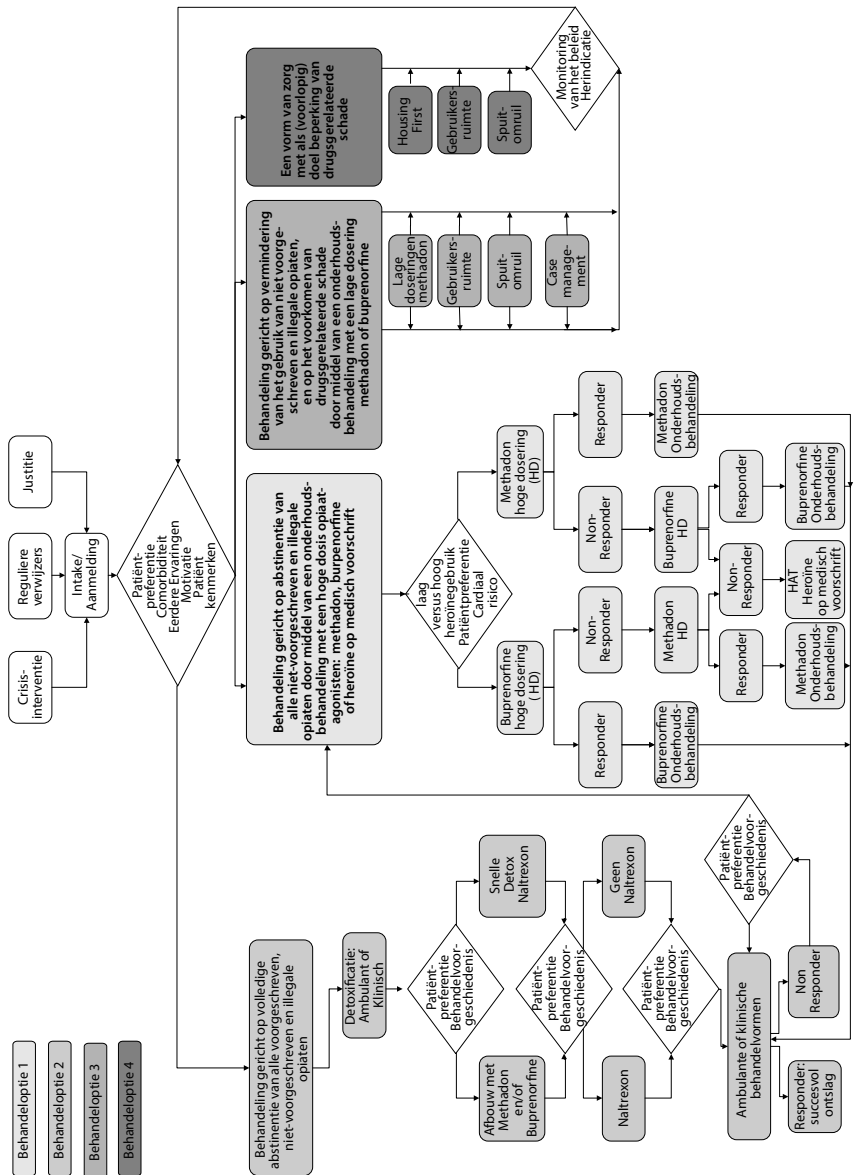 Behandeloptie 1
Behandeloptie 2
Behandeloptie 3
Behandeloptie 4
Crisis-
interventie
Reguliere
verwijzers
Justitie
Intake/
Aanmelding
Patiënt-
preferentie
Comorbiditeit
Eerdere Ervaringen
Motivatie
Patiënt
kenmerken
Behandeling gericht op volledige
abstinentie van alle voorgeschreven,
niet-voorgeschreven en illegale
opiaten
Detoxificatie:
Ambulant of
Klinisch
Patiënt-
preferentie
Behandelvoor-
geschiedenis
Afbouw met
Methadon
en/of
Buprenorfine
Snelle
Detox
Naltrexon
Patiënt-
preferentie
Behandelvoor-
geschiedenis
Naltrexon
Geen
Naltrexon
Patiënt-
preferentie
Behandelvoor-
geschiedenis
Ambulante of klinische
behandelvormen
Responder:
succesvol
ontslag
Non
Responder
Patiënt-
preferentie
Behandelvoor-
geschiedenis
Behandeling gericht op abstinentie van
alle niet-voorgeschreven en illegale
opiaten door middel van een onderhouds-
behandeling met een hoge dosis opiaat-
agonisten: methadon, burpenorfine
of heroïne op medisch voorschrift
laag
versus hoog
heroïnegebruik
Patiëntpreferentie
Cardiaal
risico
Buprenorfine
hoge dosering
( HD)
Methadon
hoge dosering
(HD)
Responder
Non-
Responder
Non-
Responder
Responder
Buprenorfine
Onderhouds-
behandeling
Methadon
HD
Buprenorfine
HD
Methadon
Onderhouds-
behandeling
Responder
Non-
Responder
Responder
Methadon
Onderhouds-
behandeling
HAT
Heroïne
op medisch
voorschrift
Buprenorfine
Onderhouds-
behandeling
Behandeling gericht op vermindering
van het gebruik van niet voorge-
schreven en illegale opiaten,
en op het voorkomen van
drugsgerelateerde schade
door middel van een onderhouds-
behandeling met een lage dosering
methadon of buprenorfine
Lage
doseringen
methadon
Gebruikers-
ruimte
Spuit-
omruil
Case
manage-
ment
Een vorm van zorg
met als (voorlopig)
doel beperking van
drugsgerelateerde
schade
Housing
First
Gebruikers-
ruimte
Spuit-
omruil
Monitoring
van het beleid
Herindicatie